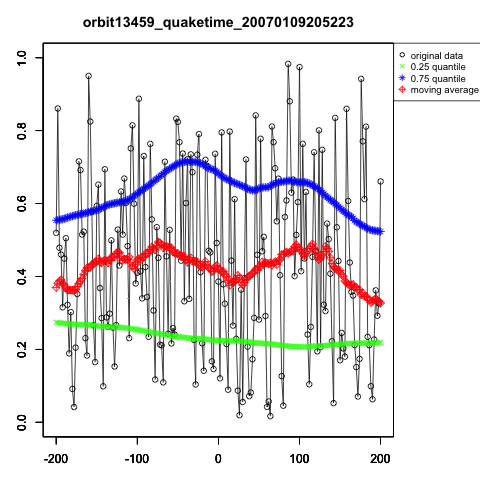 orbit13459_quaketime_20070109205223
original data
0.25 quantile
0.75 quantile
moving average
1.0
0.8
0.6
0.4
0.2
0.0
-200 -100 0 100 200